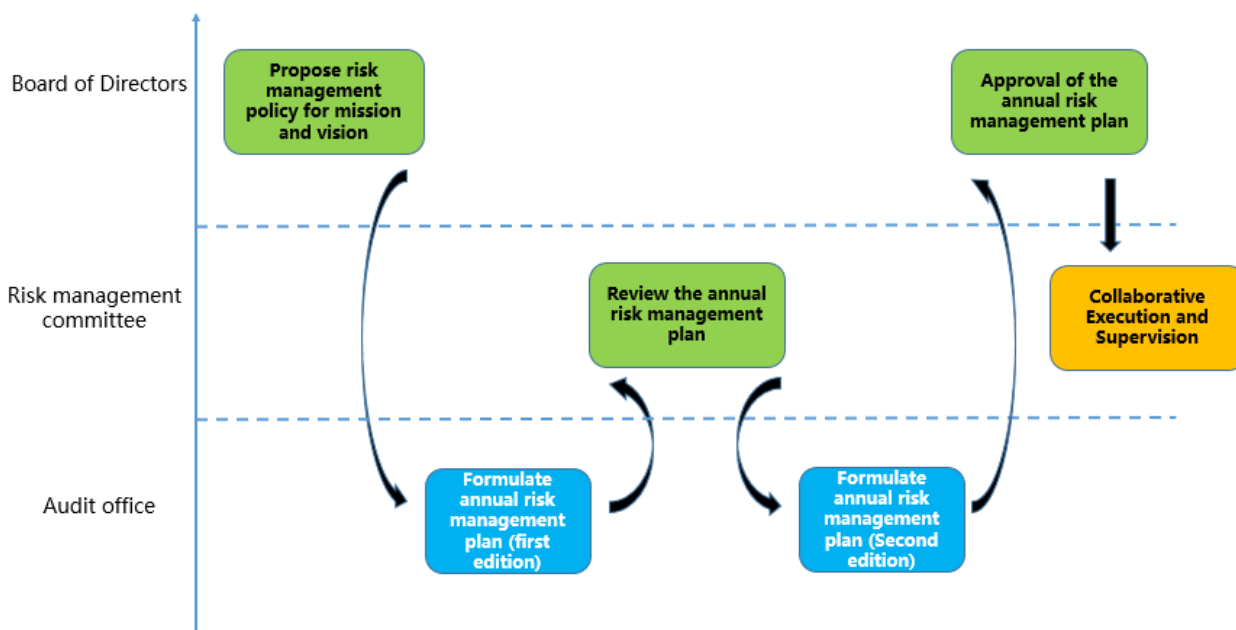 Board of Directors
Propose risk
management
policy for mission
and vision
Approval of the
annual risk
management plan
Risk management
committee
Review the annual
risk management
plan
Collaborative
Execution and
Supervision
Audit office
Formulate
annual risk
management
plan (first
edition)
Formulate
annual risk
management
plan (Second
edition)